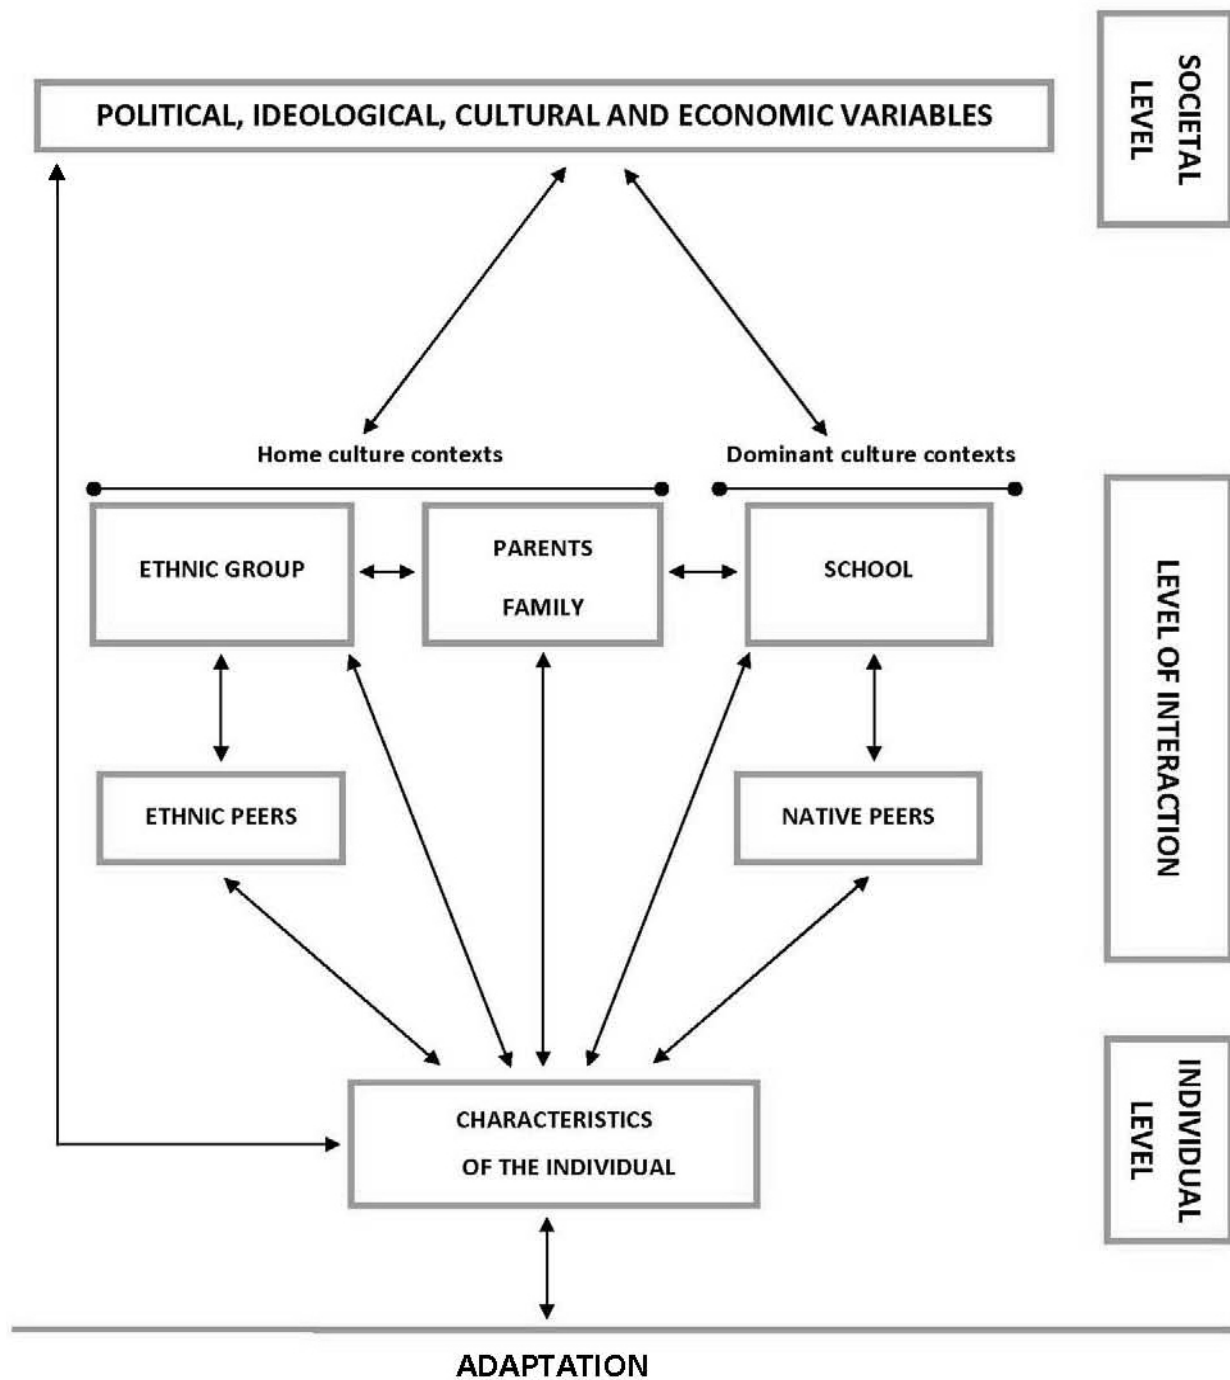 SOCIETAL
LEVEL
POLITICAL, IDEOLOGICAL, CULTURAL AND ECONOMIC VARIABLES
Home culture contexts
Dominant culture contexts
ETHNIC GROUP
PARENTS
FAMILY
SCHOOL
LEVEL OF INTERACTION
ETHNIC PEERS
NATIVE PEERS
INDIVIDUAL
LEVEL
CHARACTERISTICS
OF THE INDIVIDUAL
ADAPTATION